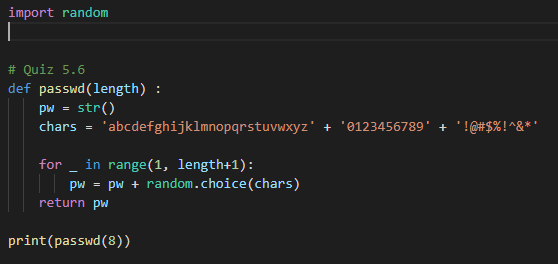 import random
# Quiz 5.6
def passwd(length) :
pw = str()
chars = 'abcdefghijklmnopqrstuvwxyz' + '0123456789' + '!@#$%!^&*'
for _ in range(1, length+1):
pw = pw + random.choice(chars)
return pw
print(passwd(8))